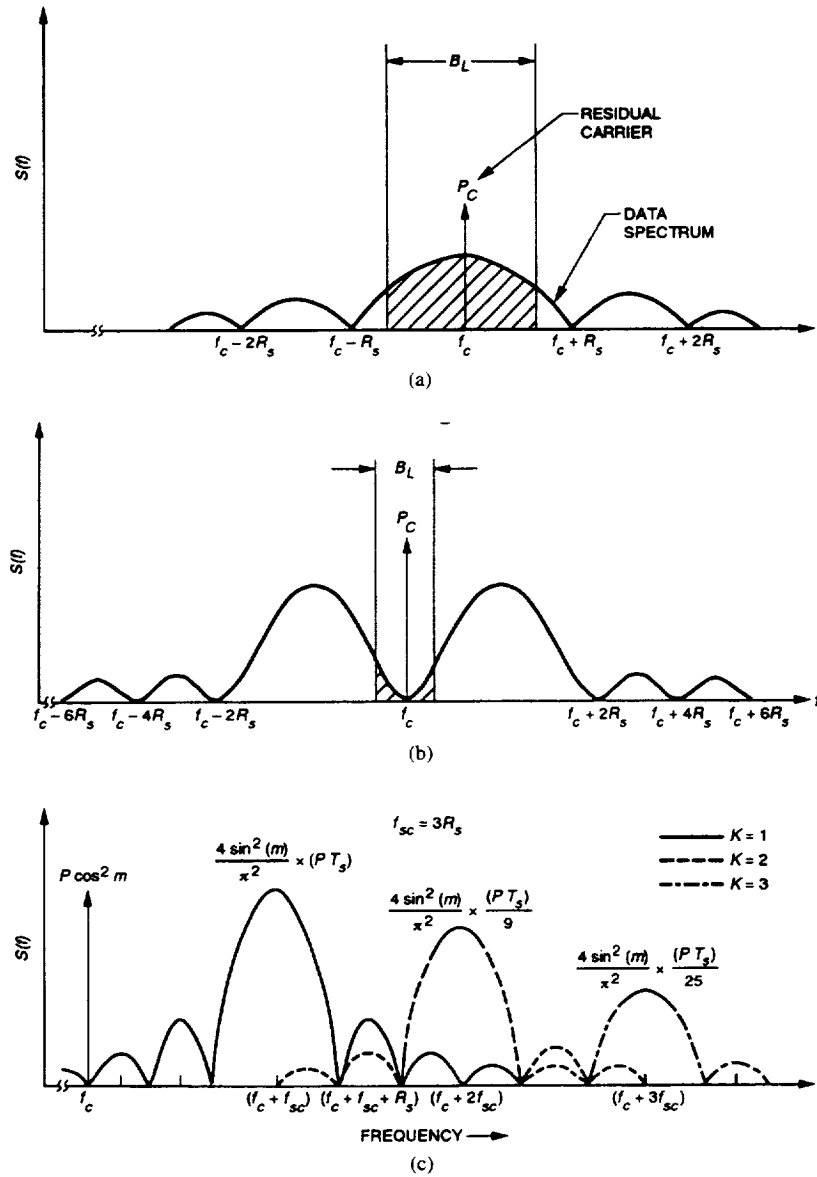 S(f)
B_L
RESIDUAL
CARRIER
P_C
DATA
SPECTRUM
f_c − 2R_s
f_c − R_s
f_c
f_c + R_s
f_c + 2R_s
(a)
S(f)
B_L
P_C
f_c − 6R_s
f_c − 4R_s
f_c − 2R_s
f_c
f_c + 2R_s
f_c + 4R_s
f_c + 6R_s
f
(b)
S(f)
f_sc = 3R_s
K = 1
K = 2
K = 3
P cos² m
4 sin² (m) / π² × (P T_s)
4 sin² (m) / π² × (P T_s) / 9
4 sin² (m) / π² × (P T_s) / 25
f_c
(f_c + f_sc)
(f_c + f_sc + R_s)
(f_c + 2f_sc)
(f_c + 3f_sc)
FREQUENCY
(c)